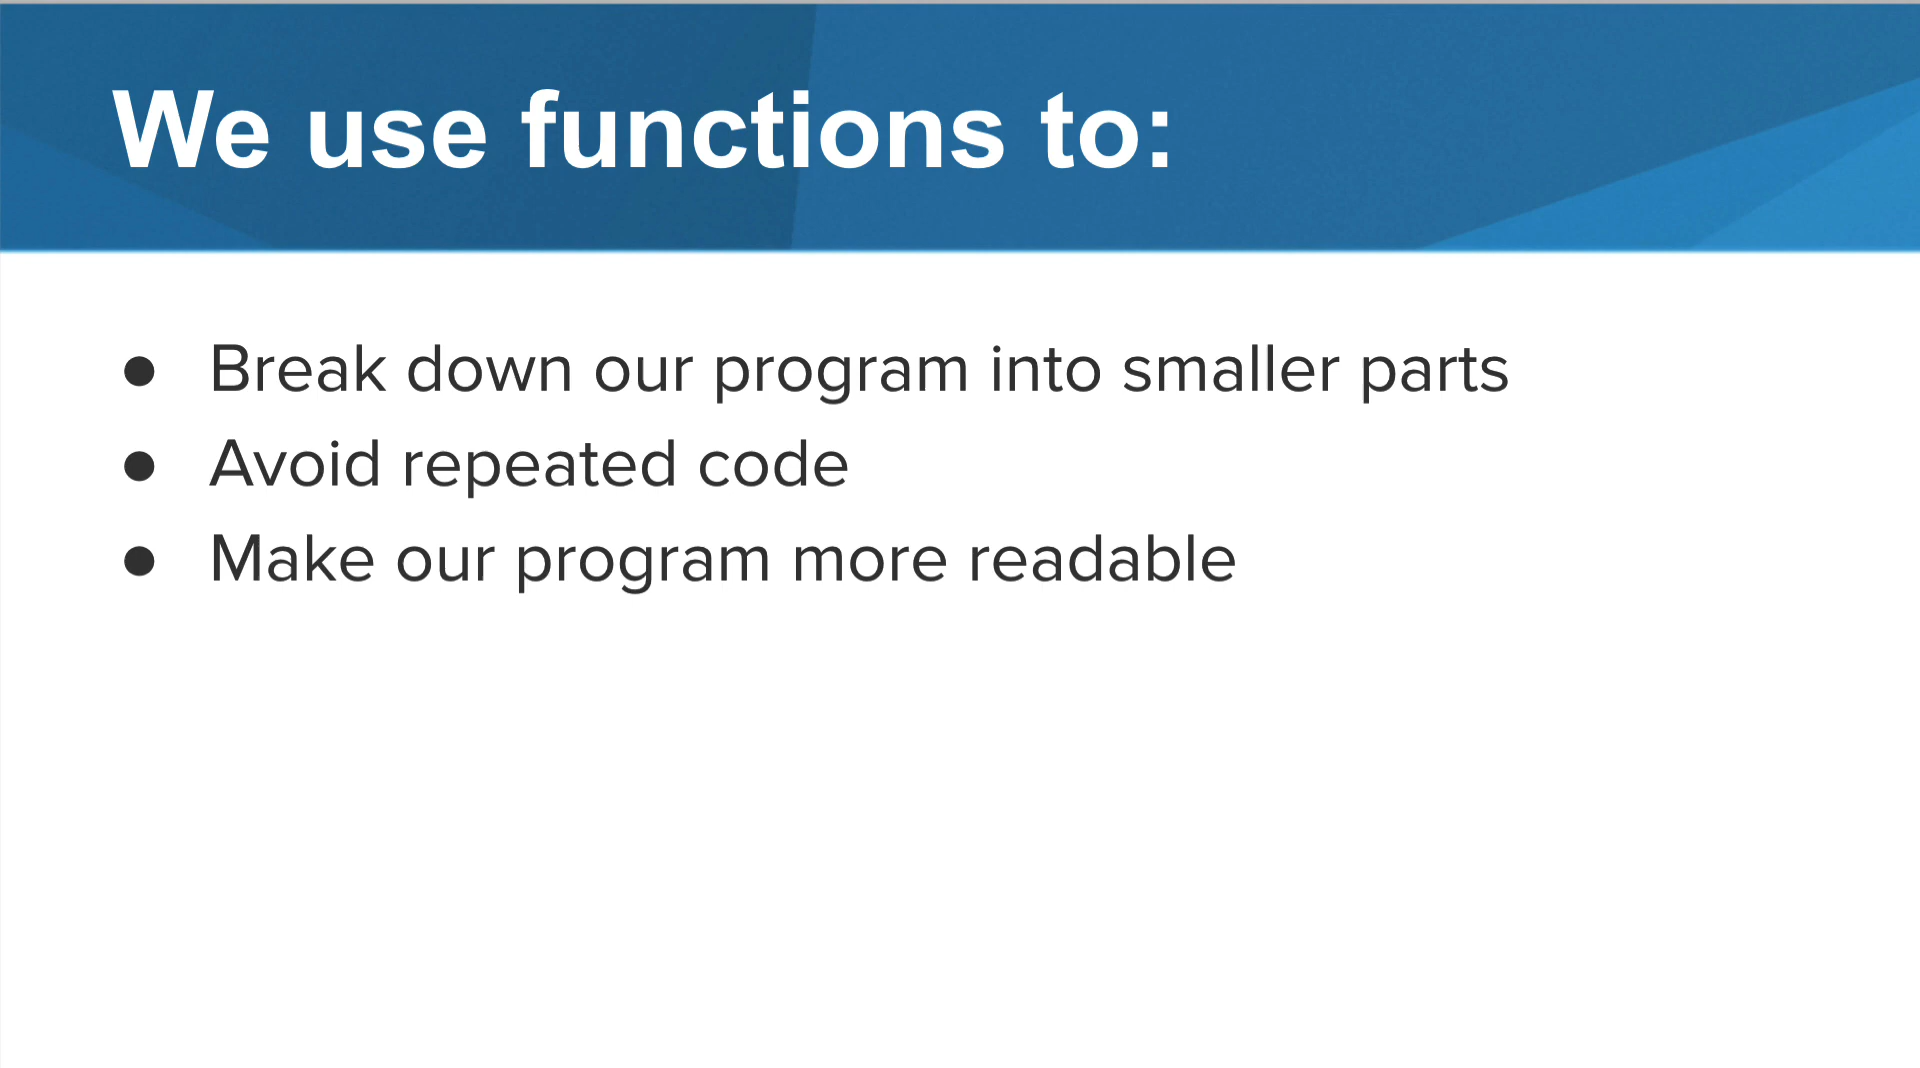 We use functions to:
● Break down our program into smaller parts
● Avoid repeated code
● Make our program more readable